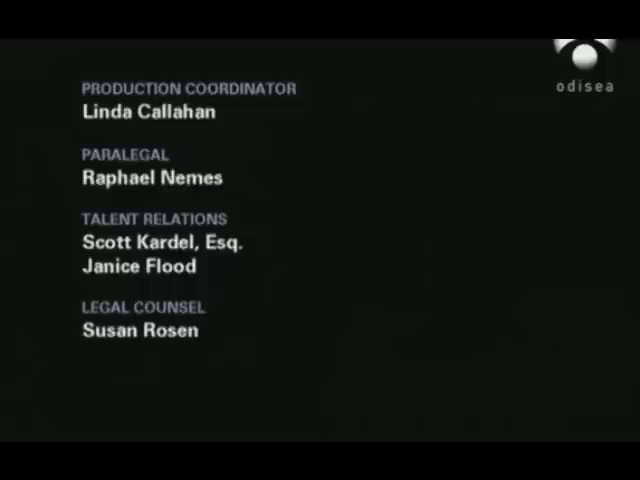 odisea
PRODUCTION COORDINATOR
Linda Callahan
PARALEGAL
Raphael Nemes
TALENT RELATIONS
Scott Kardel, Esq.
Janice Flood
LEGAL COUNSEL
Susan Rosen